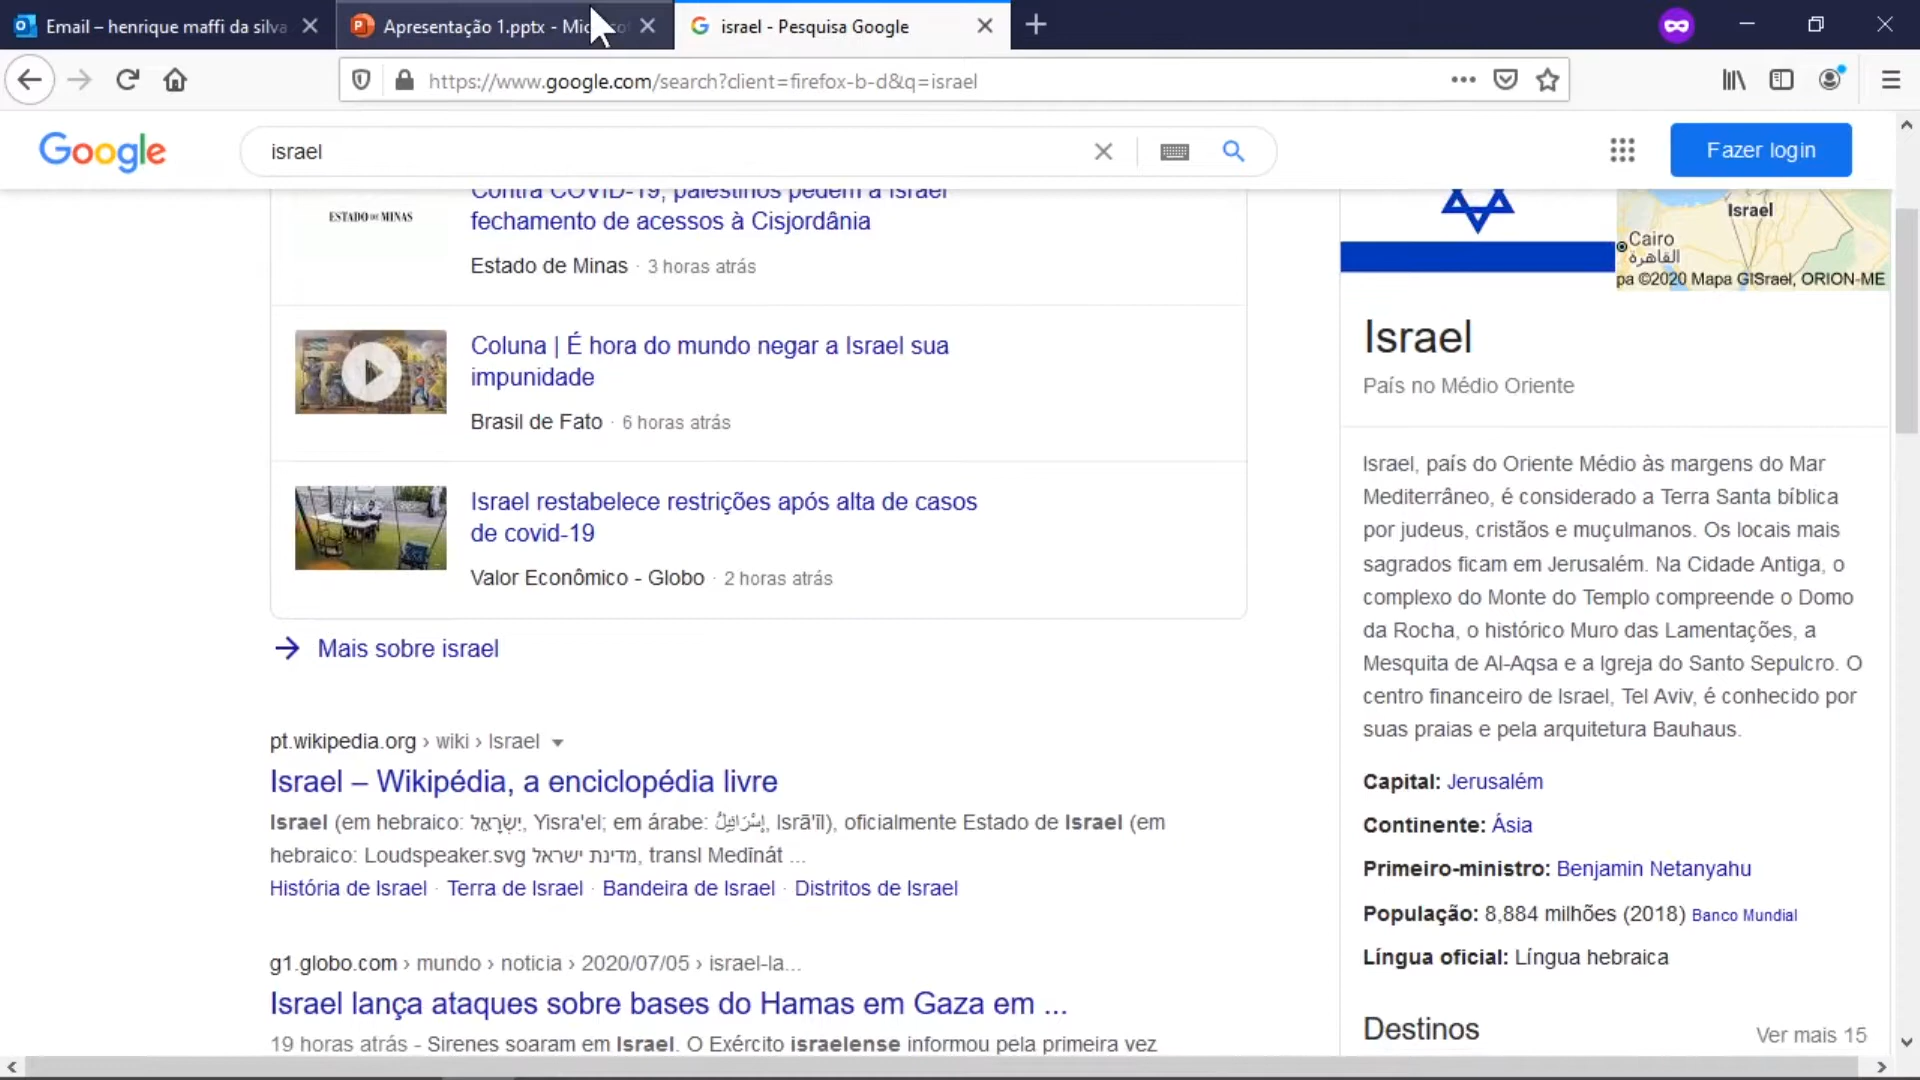 Email – henrique maffi da silva
Apresentação 1.pptx - Mic
israel - Pesquisa Google
https://www.google.com/search?client=firefox-b-d&q=israel
Google
israel
Fazer login
Contra COVID-19, palestinos pedem a Israel
fechamento de acessos à Cisjordânia
ESTADO DE MINAS
Estado de Minas · 3 horas atrás
Coluna | É hora do mundo negar a Israel sua
impunidade
Brasil de Fato · 6 horas atrás
Israel restabelece restrições após alta de casos
de covid-19
Valor Econômico - Globo · 2 horas atrás
Mais sobre israel
pt.wikipedia.org › wiki › Israel
Israel – Wikipédia, a enciclopédia livre
Israel (em hebraico: יִשְׂרָאֵל, Yisra'el; em árabe: إِسْرَائِيلُ, Isrā'īl), oficialmente Estado de Israel (em
hebraico: Loudspeaker.svg מדינת ישראל, transl Medīnát ...
História de Israel · Terra de Israel · Bandeira de Israel · Distritos de Israel
g1.globo.com › mundo › noticia › 2020/07/05 › israel-la...
Israel lança ataques sobre bases do Hamas em Gaza em ...
19 horas atrás - Sirenes soaram em Israel. O Exército israelense informou pela primeira vez
Israel
Cairo
القاهرة
pa ©2020 Mapa GISrael, ORION-ME
Israel
País no Médio Oriente
Israel, país do Oriente Médio às margens do Mar
Mediterrâneo, é considerado a Terra Santa bíblica
por judeus, cristãos e muçulmanos. Os locais mais
sagrados ficam em Jerusalém. Na Cidade Antiga, o
complexo do Monte do Templo compreende o Domo
da Rocha, o histórico Muro das Lamentações, a
Mesquita de Al-Aqsa e a Igreja do Santo Sepulcro. O
centro financeiro de Israel, Tel Aviv, é conhecido por
suas praias e pela arquitetura Bauhaus.
Capital: Jerusalém
Continente: Ásia
Primeiro-ministro: Benjamin Netanyahu
População: 8,884 milhões (2018) Banco Mundial
Língua oficial: Língua hebraica
Destinos
Ver mais 15